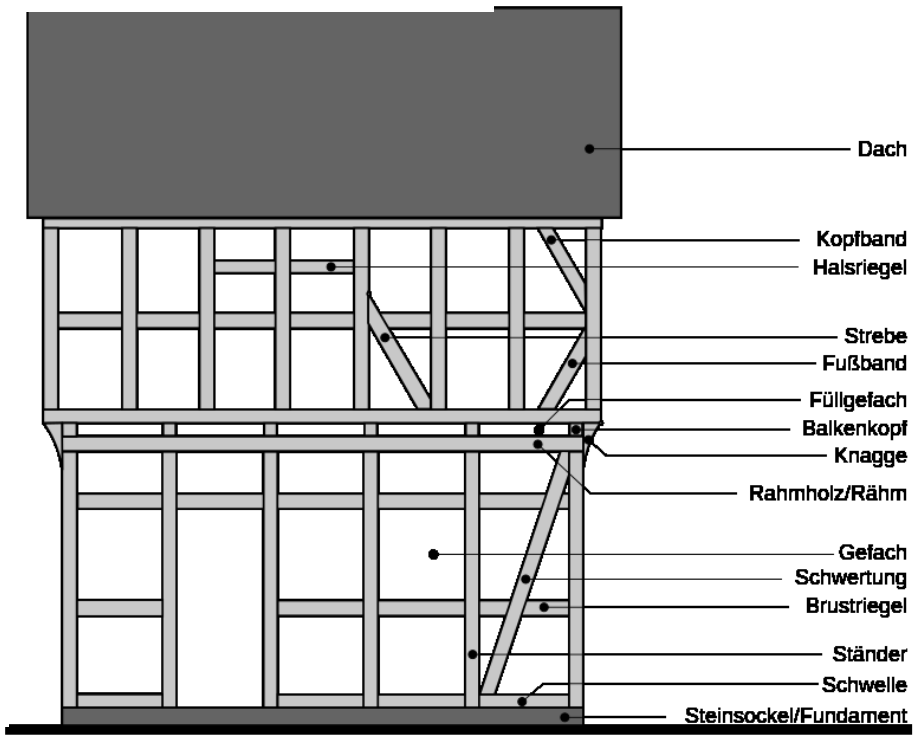 Dach
Kopfband
Halsriegel
Strebe
Fußband
Füllgefach
Balkenkopf
Knagge
Rahmholz/Rähm
Gefach
Schwertung
Brustriegel
Ständer
Schwelle
Steinsockel/Fundament